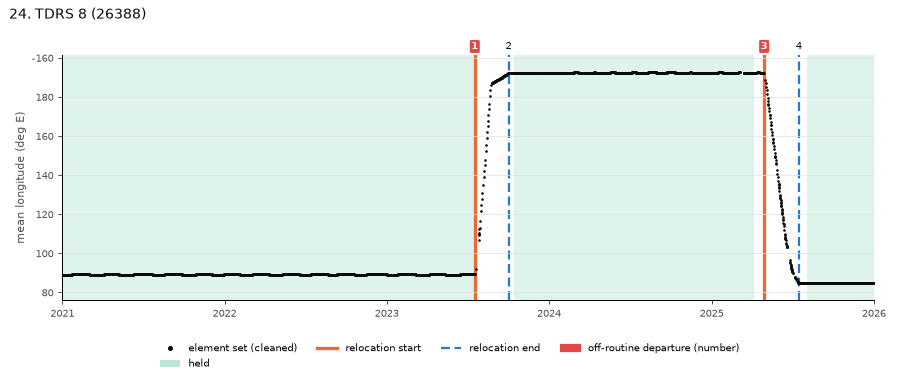 24. TDRS 8 (26388)
1 2 3 4
-160
180
160
140
120
100
80
mean longitude (deg E)
2021 2022 2023 2024 2025 2026
element set (cleaned) relocation start relocation end off-routine departure (number)
held